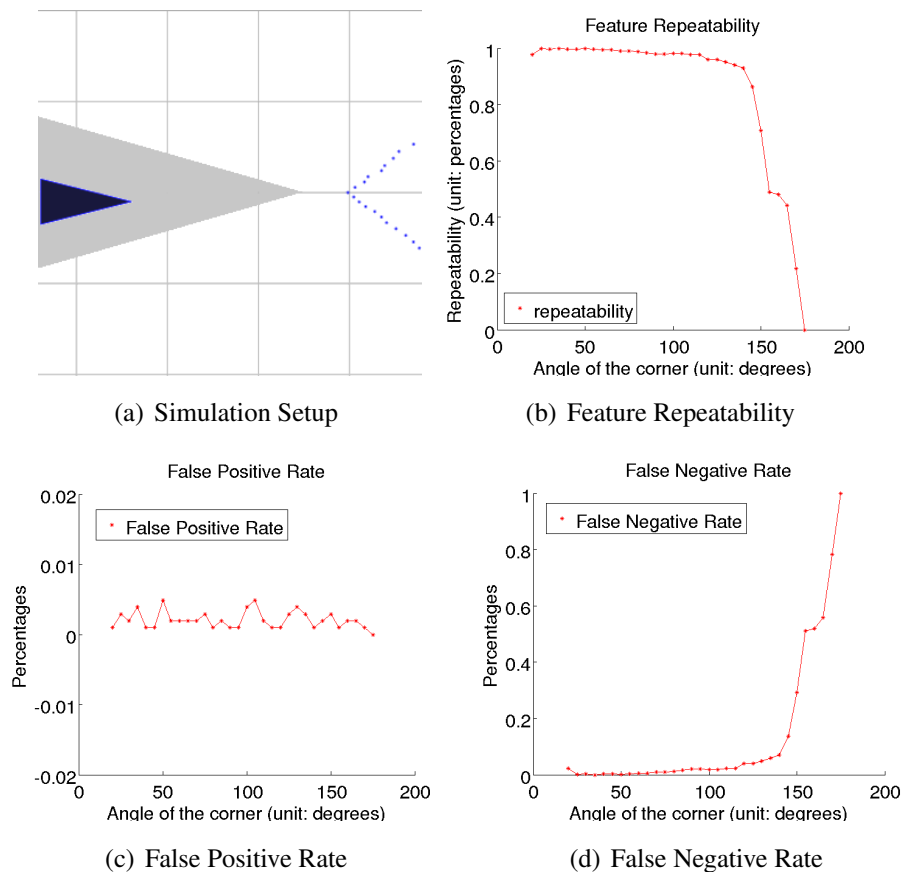 Feature Repeatability
1
0.8
0.6
0.4
0.2
0
Repeatability (unit: percentages)
repeatability
0 50 100 150 200
Angle of the corner (unit: degrees)
(a) Simulation Setup
(b) Feature Repeatability
False Positive Rate
0.02
0.01
0
-0.01
-0.02
Percentages
False Positive Rate
0 50 100 150 200
Angle of the corner (unit: degrees)
(c) False Positive Rate
False Negative Rate
1
0.8
0.6
0.4
0.2
0
Percentages
False Negative Rate
0 50 100 150 200
Angle of the corner (unit: degrees)
(d) False Negative Rate